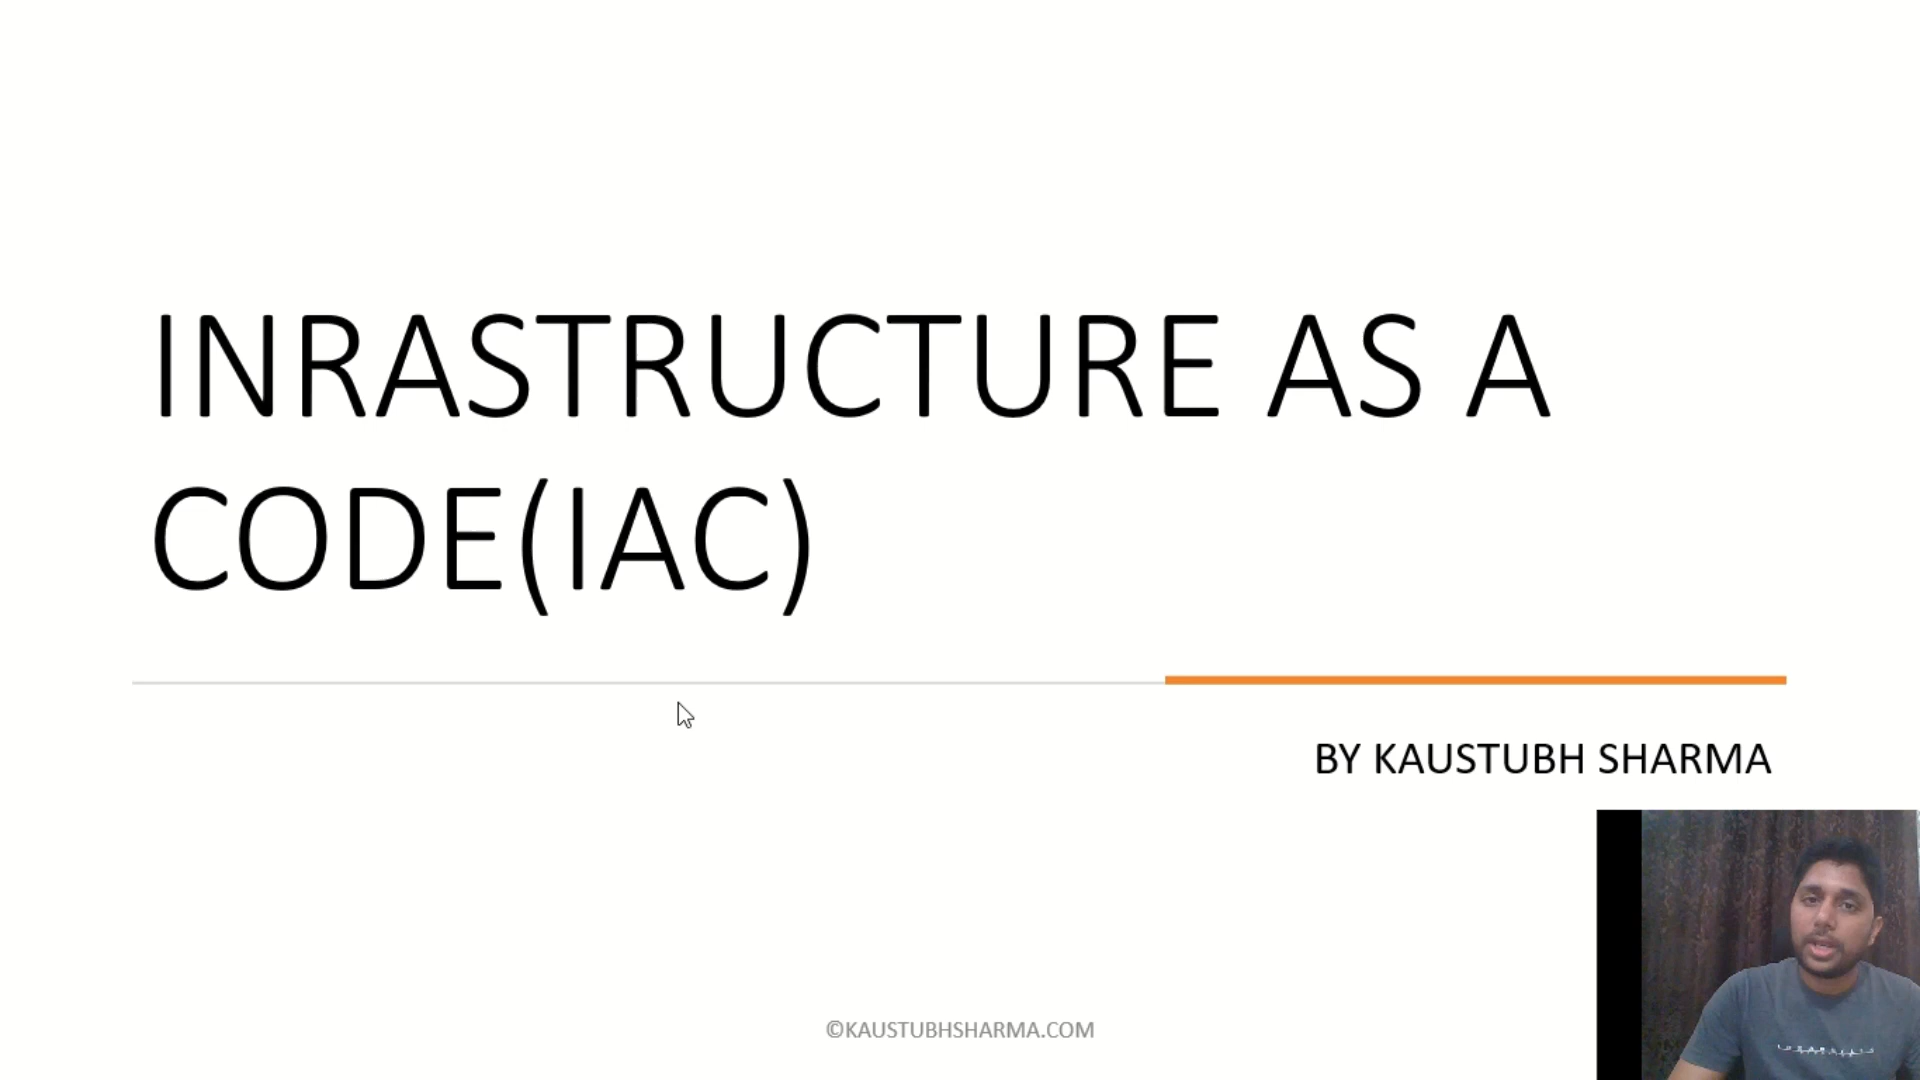 INRASTRUCTURE AS A
CODE(IAC)
BY KAUSTUBH SHARMA
©KAUSTUBHSHARMA.COM